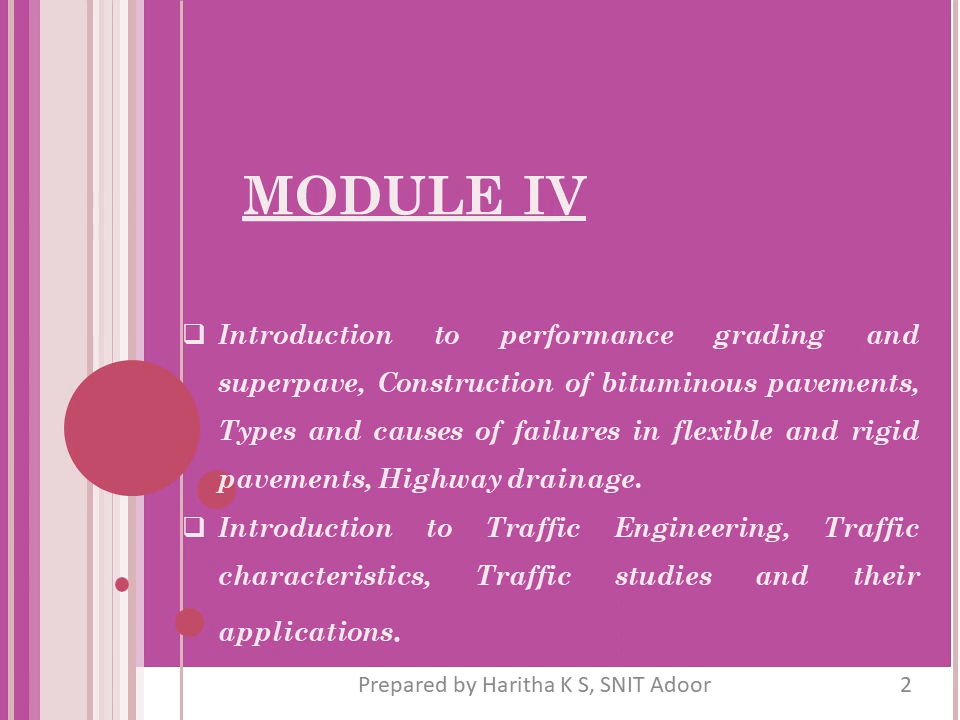 MODULE IV
❑ Introduction to performance grading and
superpave, Construction of bituminous pavements,
Types and causes of failures in flexible and rigid
pavements, Highway drainage.
❑ Introduction to Traffic Engineering, Traffic
characteristics, Traffic studies and their
applications.
Prepared by Haritha K S, SNIT Adoor 2